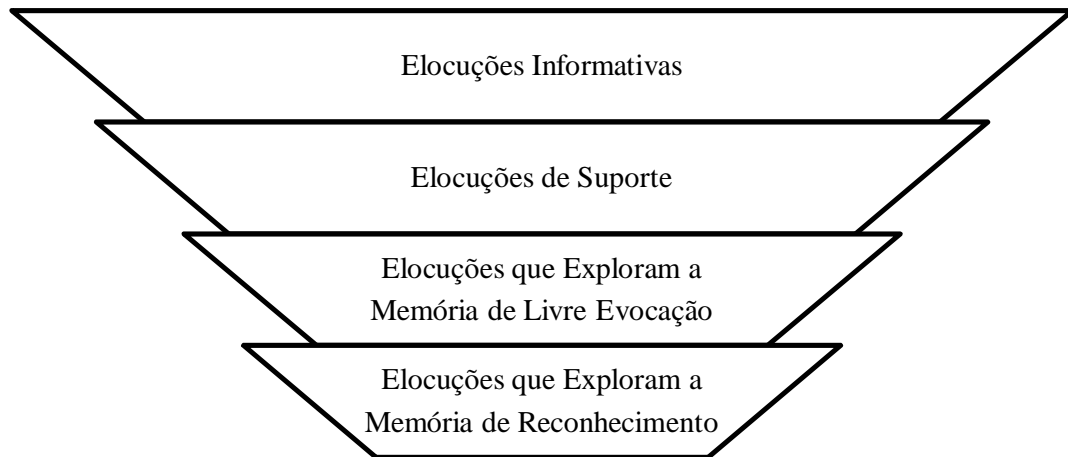 Elocuções Informativas
Elocuções de Suporte
Elocuções que Exploram a
Memória de Livre Evocação
Elocuções que Exploram a
Memória de Reconhecimento